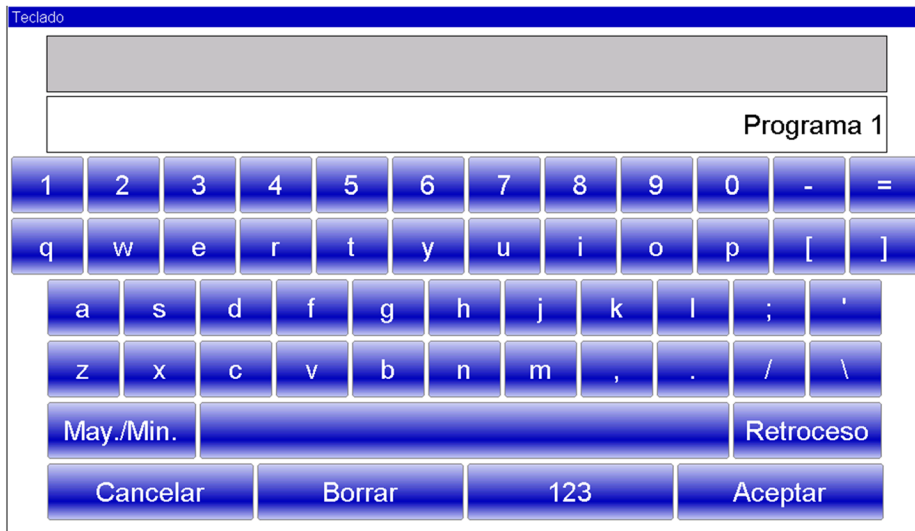 Teclado
Programa 1
1 2 3 4 5 6 7 8 9 0 - =
q w e r t y u i o p [ ]
a s d f g h j k l ; '
z x c v b n m , . / \
May./Min. Retroceso
Cancelar Borrar 123 Aceptar